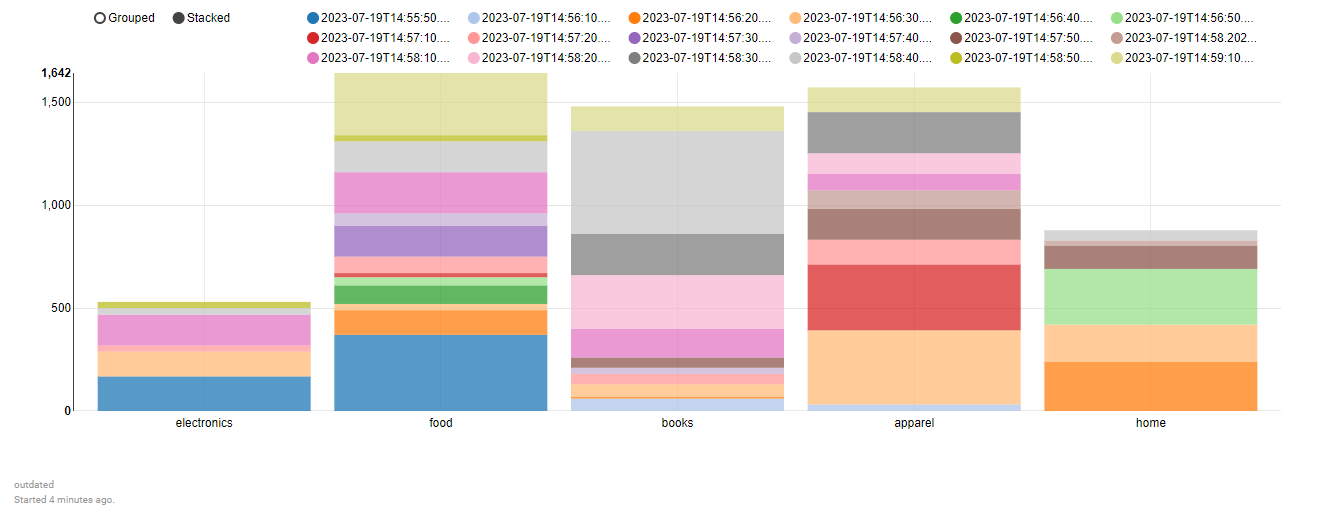 Grouped Stacked 2023-07-19T14:55:50.... 2023-07-19T14:56:10.... 2023-07-19T14:56:20.... 2023-07-19T14:56:30.... 2023-07-19T14:56:40.... 2023-07-19T14:56:50....
2023-07-19T14:57:10.... 2023-07-19T14:57:20.... 2023-07-19T14:57:30.... 2023-07-19T14:57:40.... 2023-07-19T14:57:50.... 2023-07-19T14:58.202...
2023-07-19T14:58:10.... 2023-07-19T14:58:20.... 2023-07-19T14:58:30.... 2023-07-19T14:58:40.... 2023-07-19T14:58:50.... 2023-07-19T14:59:10....
1,642
1,500
1,000
500
0
electronics food books apparel home
outdated
Started 4 minutes ago.